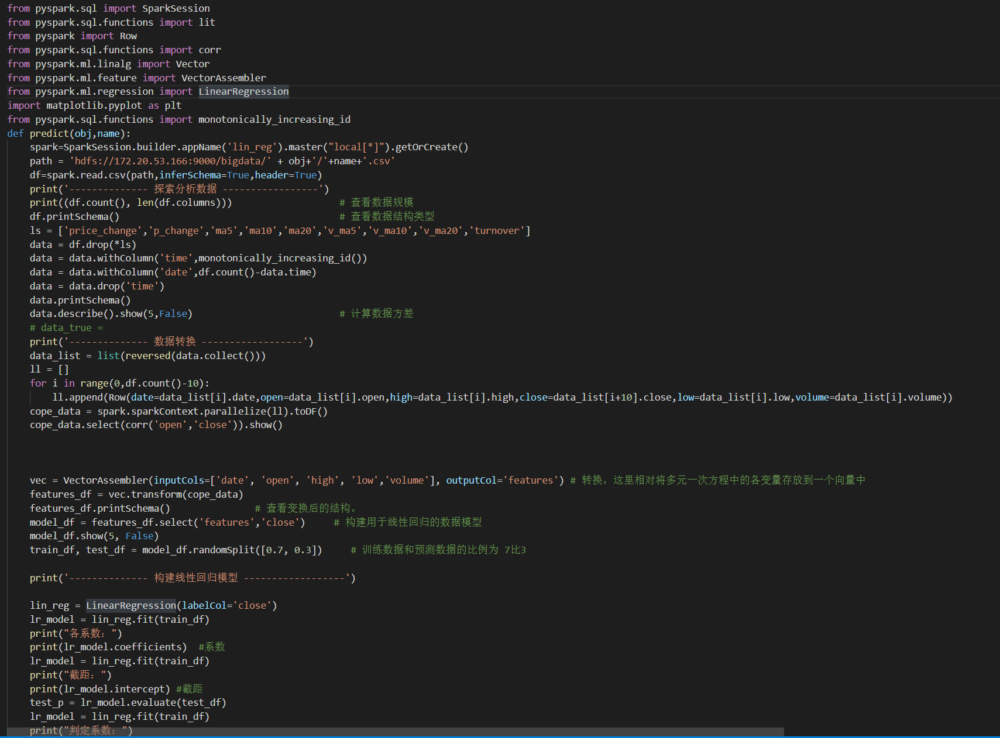 from pyspark.sql import SparkSession
from pyspark.sql.functions import lit
from pyspark import Row
from pyspark.sql.functions import corr
from pyspark.ml.linalg import Vector
from pyspark.ml.feature import VectorAssembler
from pyspark.ml.regression import LinearRegression
import matplotlib.pyplot as plt
from pyspark.sql.functions import monotonically_increasing_id
def predict(obj,name):
    spark=SparkSession.builder.appName('lin_reg').master("local[*]").getOrCreate()
    path = 'hdfs://172.20.53.166:9000/bigdata/' + obj+'/'+name+'.csv'
    df=spark.read.csv(path,inferSchema=True,header=True)
    print('-------------- 探索分析数据 -----------------')
    print((df.count(), len(df.columns)))                   # 查看数据规模
    df.printSchema()                                       # 查看数据结构类型
    ls = ['price_change','p_change','ma5','ma10','ma20','v_ma5','v_ma10','v_ma20','turnover']
    data = df.drop(*ls)
    data = data.withColumn('time',monotonically_increasing_id())
    data = data.withColumn('date',df.count()-data.time)
    data = data.drop('time')
    data.printSchema()
    data.describe().show(5,False)                          # 计算数据方差
    # data_true =
    print('-------------- 数据转换 ------------------')
    data_list = list(reversed(data.collect()))
    ll = []
    for i in range(0,df.count()-10):
        ll.append(Row(date=data_list[i].date,open=data_list[i].open,high=data_list[i].high,close=data_list[i+10].close,low=data_list[i].low,volume=data_list[i].volume))
    cope_data = spark.sparkContext.parallelize(ll).toDF()
    cope_data.select(corr('open','close')).show()
    vec = VectorAssembler(inputCols=['date', 'open', 'high', 'low','volume'], outputCol='features') # 转换，这里相对将多元一次方程中的各变量存放到一个向量中
    features_df = vec.transform(cope_data)
    features_df.printSchema()               # 查看变换后的结构。
    model_df = features_df.select('features','close')     # 构建用于线性回归的数据模型
    model_df.show(5, False)
    train_df, test_df = model_df.randomSplit([0.7, 0.3])     # 训练数据和预测数据的比例为 7比3
    print('-------------- 构建线性回归模型 ------------------')
    lin_reg = LinearRegression(labelCol='close')
    lr_model = lin_reg.fit(train_df)
    print("各系数：")
    print(lr_model.coefficients)  #系数
    lr_model = lin_reg.fit(train_df)
    print("截距：")
    print(lr_model.intercept) #截距
    test_p = lr_model.evaluate(test_df)
    lr_model = lin_reg.fit(train_df)
    print("判定系数：")